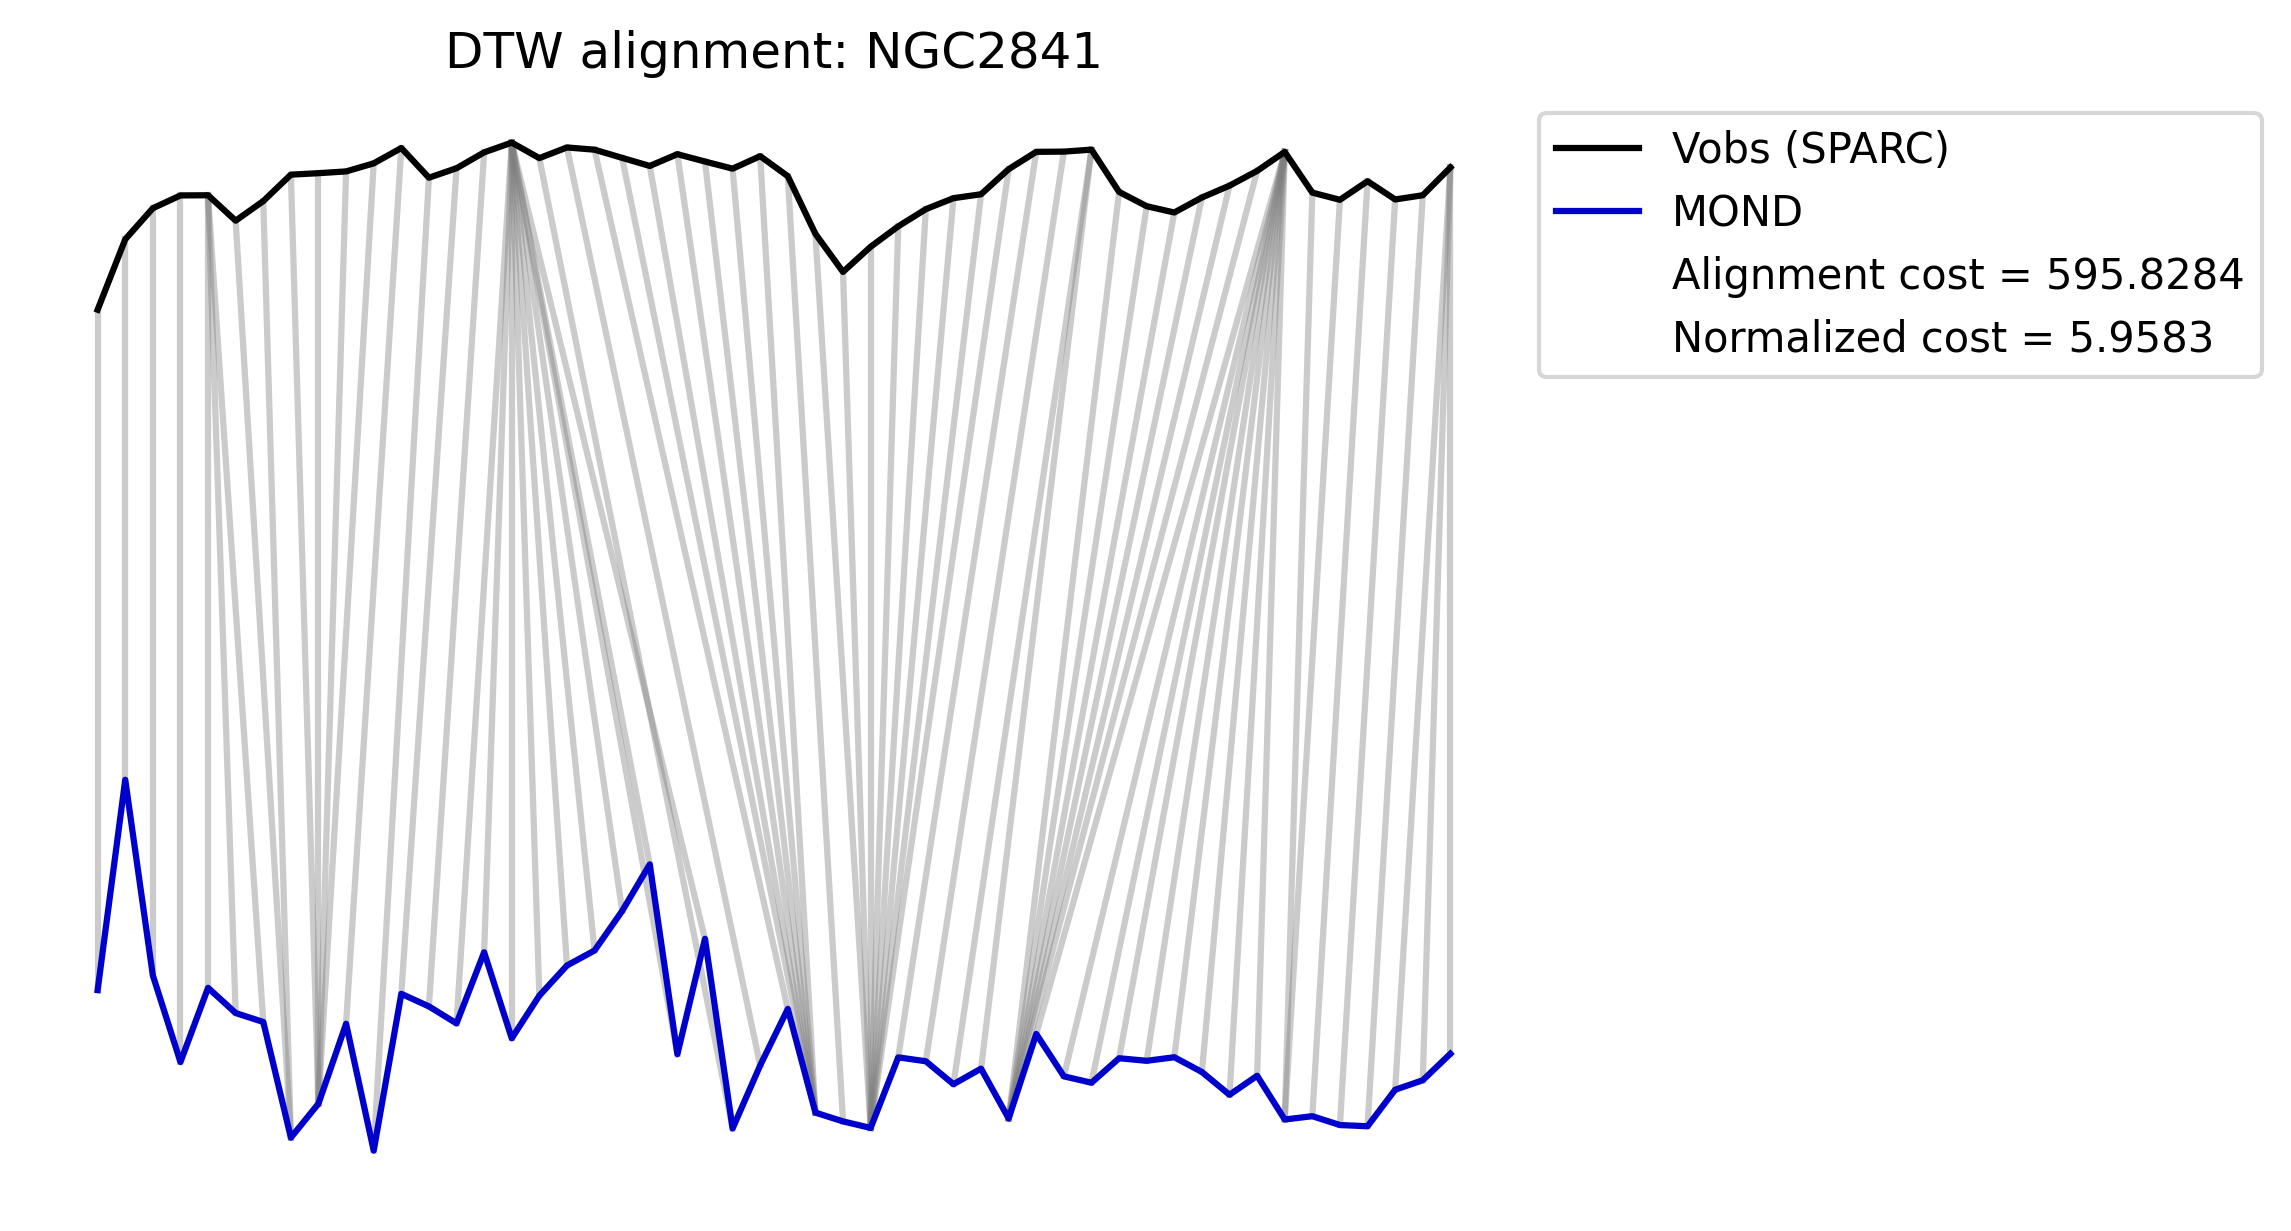 DTW alignment: NGC2841
Vobs (SPARC)
MOND
Alignment cost = 595.8284
Normalized cost = 5.9583